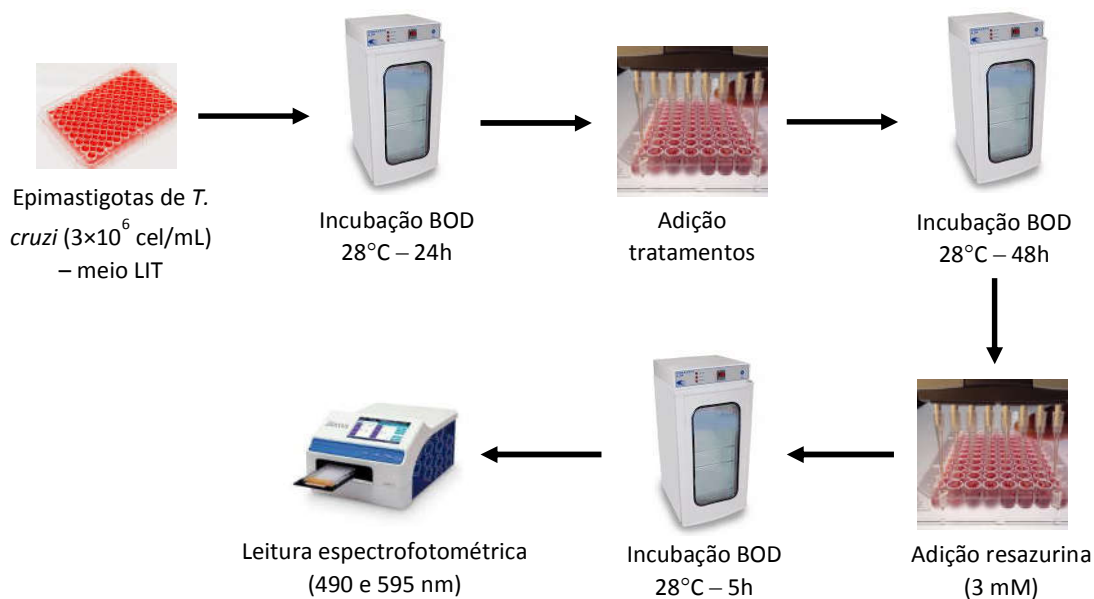 Epimastigotas de T.
cruzi (3×10⁶ cel/mL)
– meio LIT
Incubação BOD
28°C – 24h
Adição
tratamentos
Incubação BOD
28°C – 48h
Adição resazurina
(3 mM)
Incubação BOD
28°C – 5h
Leitura espectrofotométrica
(490 e 595 nm)